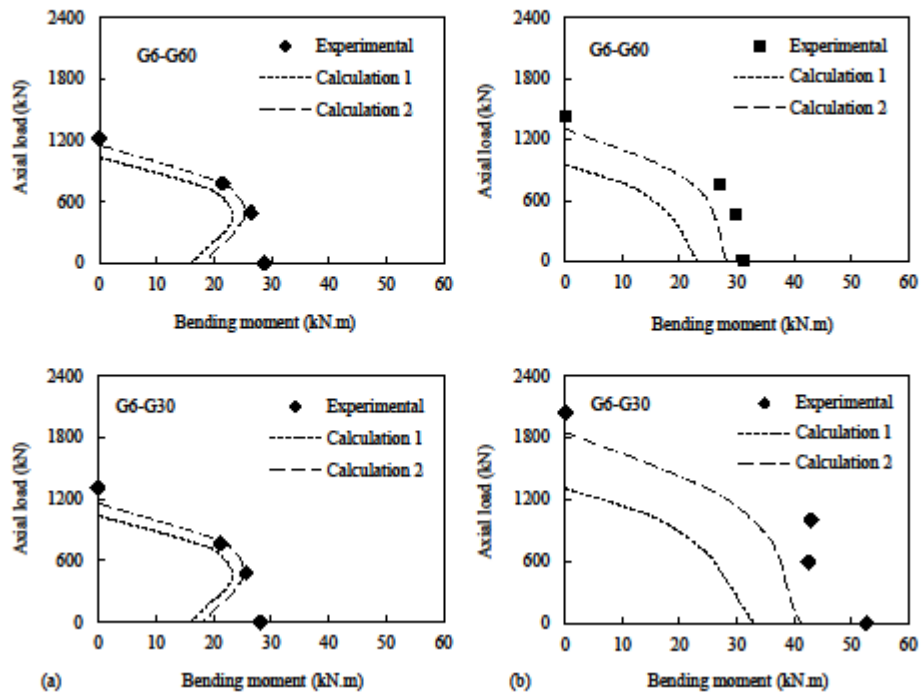 2400
1800
1200
600
0
Axial load (kN)
G6-G60
Experimental
Calculation 1
Calculation 2
0 10 20 30 40 50 60
Bending moment (kN.m)
2400
1800
1200
600
0
Axial load (kN)
G6-G60
Experimental
Calculation 1
Calculation 2
0 10 20 30 40 50 60
Bending moment (kN.m)
2400
1800
1200
600
0
Axial load (kN)
G6-G30
Experimental
Calculation 1
Calculation 2
0 10 20 30 40 50 60
(a) Bending moment (kN.m)
2400
1800
1200
600
0
Axial load (kN)
G6-G30
Experimental
Calculation 1
Calculation 2
0 10 20 30 40 50 60
(b) Bending moment (kN.m)